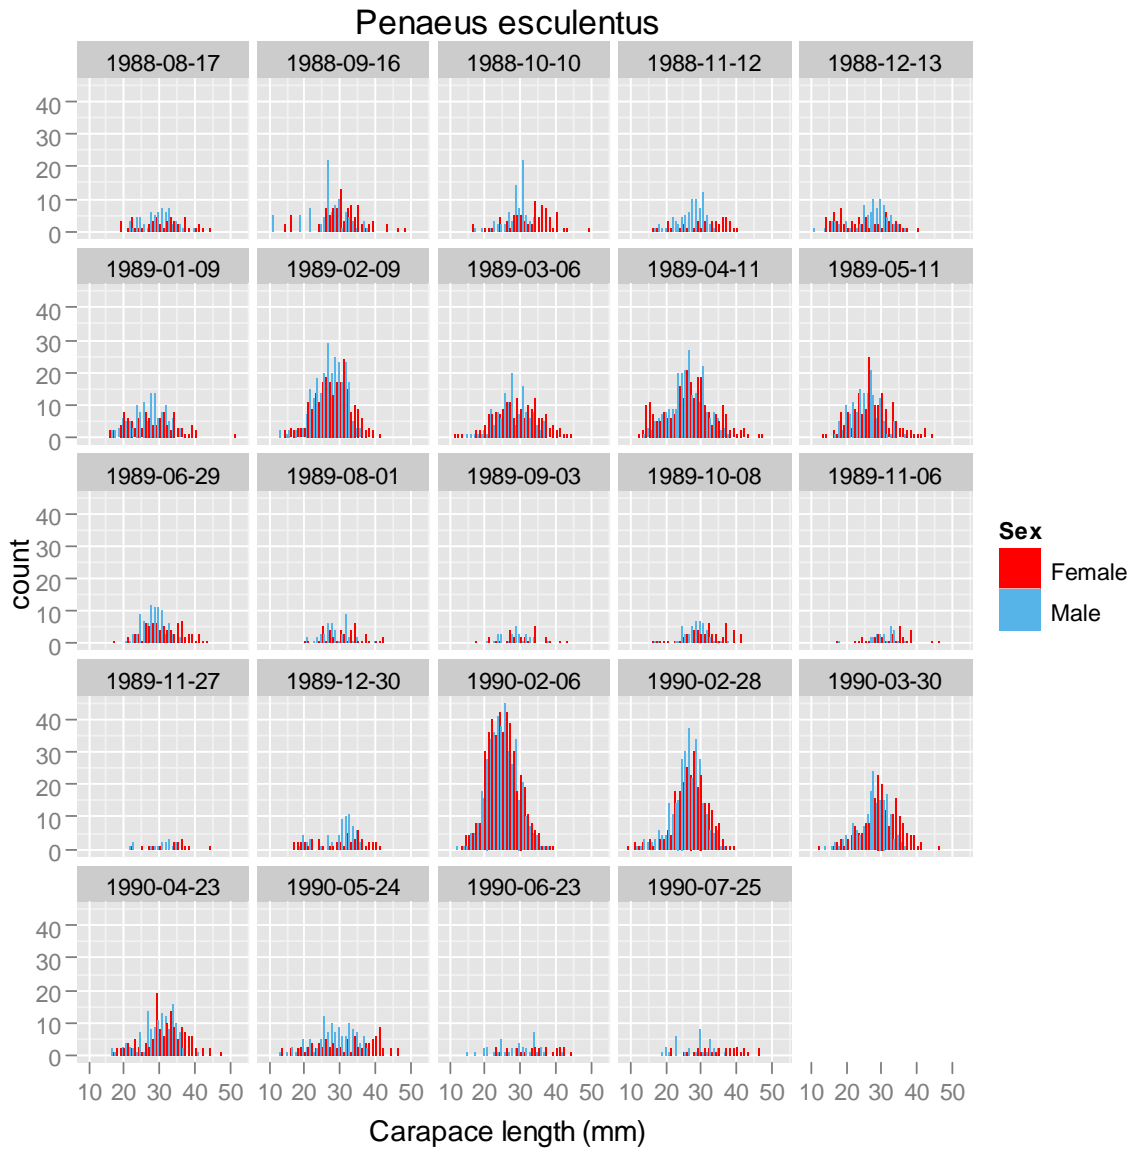 Penaeus esculentus
1988-08-17 1988-09-16 1988-10-10 1988-11-12 1988-12-13
40
30
20
10
0
1989-01-09 1989-02-09 1989-03-06 1989-04-11 1989-05-11
40
30
20
10
0
1989-06-29 1989-08-01 1989-09-03 1989-10-08 1989-11-06
40
30
20
10
0
count
Sex
Female
Male
1989-11-27 1989-12-30 1990-02-06 1990-02-28 1990-03-30
40
30
20
10
0
1990-04-23 1990-05-24 1990-06-23 1990-07-25
40
30
20
10
0
10 20 30 40 50 10 20 30 40 50 10 20 30 40 50 10 20 30 40 50 10 20 30 40 50
Carapace length (mm)